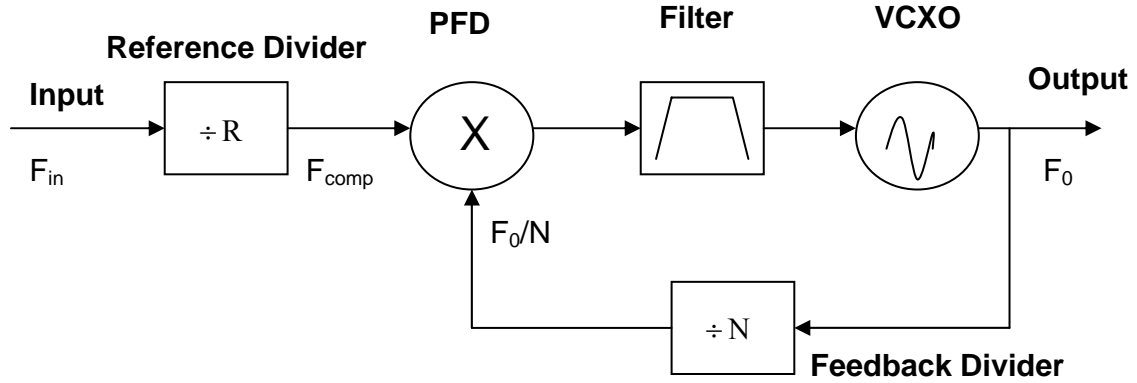 PFD
Filter
VCXO
Reference Divider
Input
Output
÷ R
X
F_in
F_comp
F_0
F_0/N
÷ N
Feedback Divider